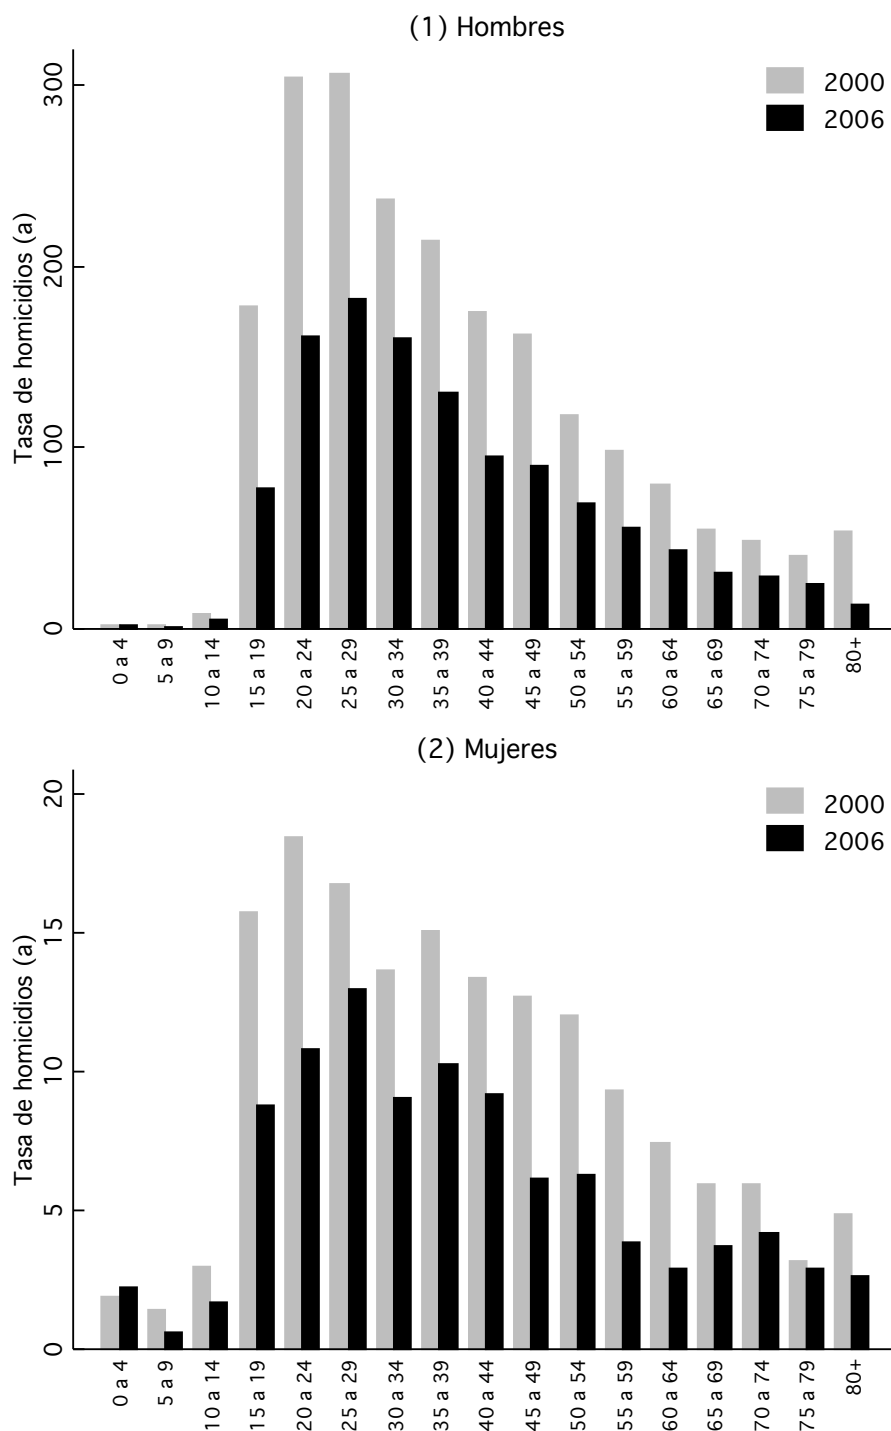 (1) Hombres
2000
2006
Tasa de homicidios (a)
300
200
100
0
0 a 4
5 a 9
10 a 14
15 a 19
20 a 24
25 a 29
30 a 34
35 a 39
40 a 44
45 a 49
50 a 54
55 a 59
60 a 64
65 a 69
70 a 74
75 a 79
80+
(2) Mujeres
2000
2006
Tasa de homicidios (a)
20
15
10
5
0
0 a 4
5 a 9
10 a 14
15 a 19
20 a 24
25 a 29
30 a 34
35 a 39
40 a 44
45 a 49
50 a 54
55 a 59
60 a 64
65 a 69
70 a 74
75 a 79
80+